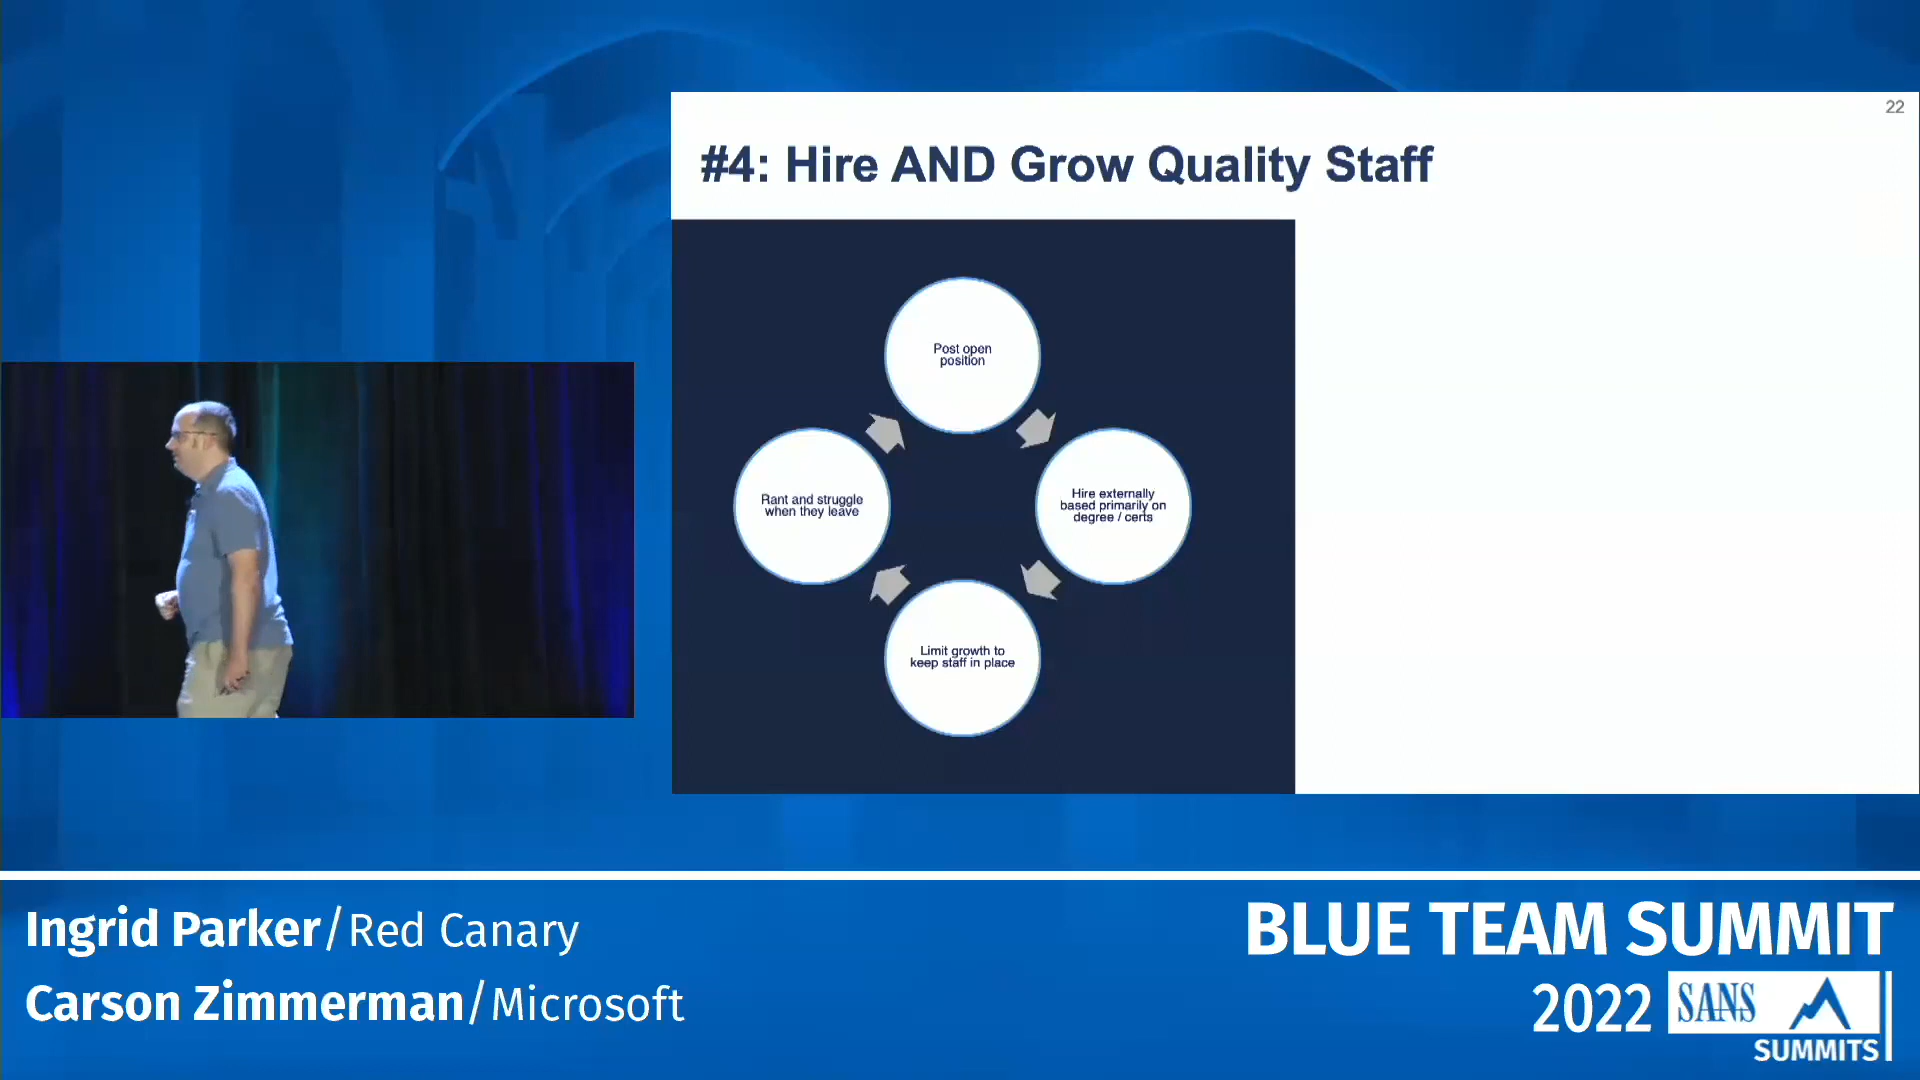 22
#4: Hire AND Grow Quality Staff
Post open
position
Rant and struggle
when they leave
Hire externally
based primarily on
degree / certs
Limit growth to
keep staff in place
Ingrid Parker/Red Canary
Carson Zimmerman/Microsoft
BLUE TEAM SUMMIT
2022
SANS
SUMMITS